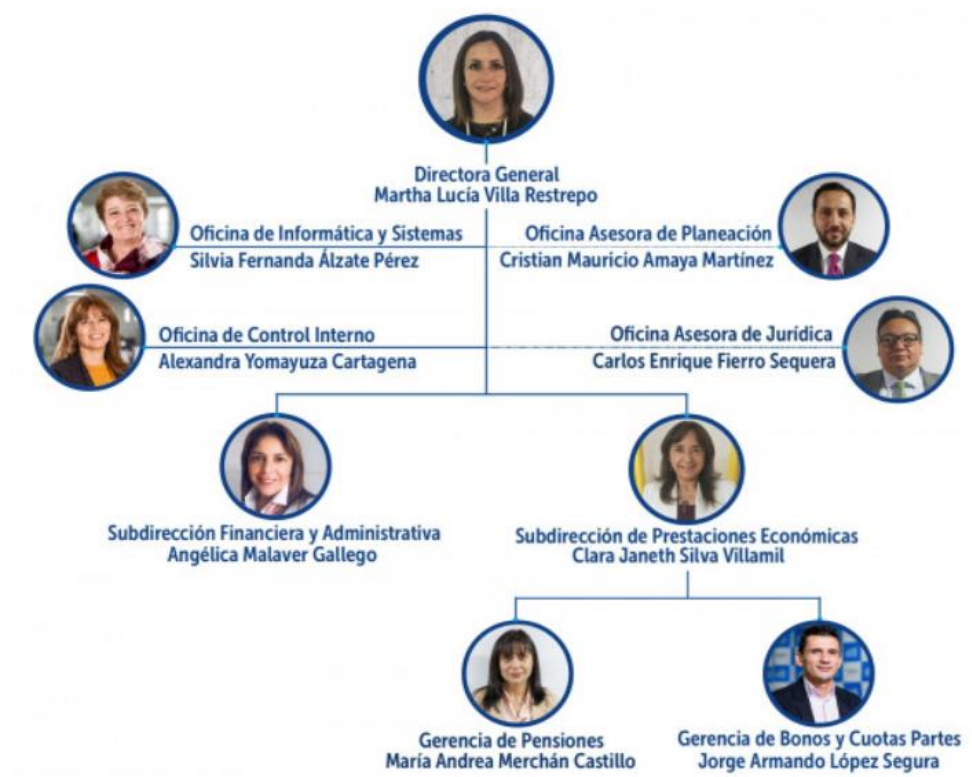 Directora General
Martha Lucía Villa Restrepo
Oficina de Informática y Sistemas
Silvia Fernanda Álzate Pérez
Oficina Asesora de Planeación
Cristian Mauricio Amaya Martínez
Oficina de Control Interno
Alexandra Yomayuza Cartagena
Oficina Asesora de Jurídica
Carlos Enrique Fierro Sequera
Subdirección Financiera y Administrativa
Angélica Malaver Gallego
Subdirección de Prestaciones Económicas
Clara Janeth Silva Villamil
Gerencia de Pensiones
María Andrea Merchán Castillo
Gerencia de Bonos y Cuotas Partes
Jorge Armando López Segura